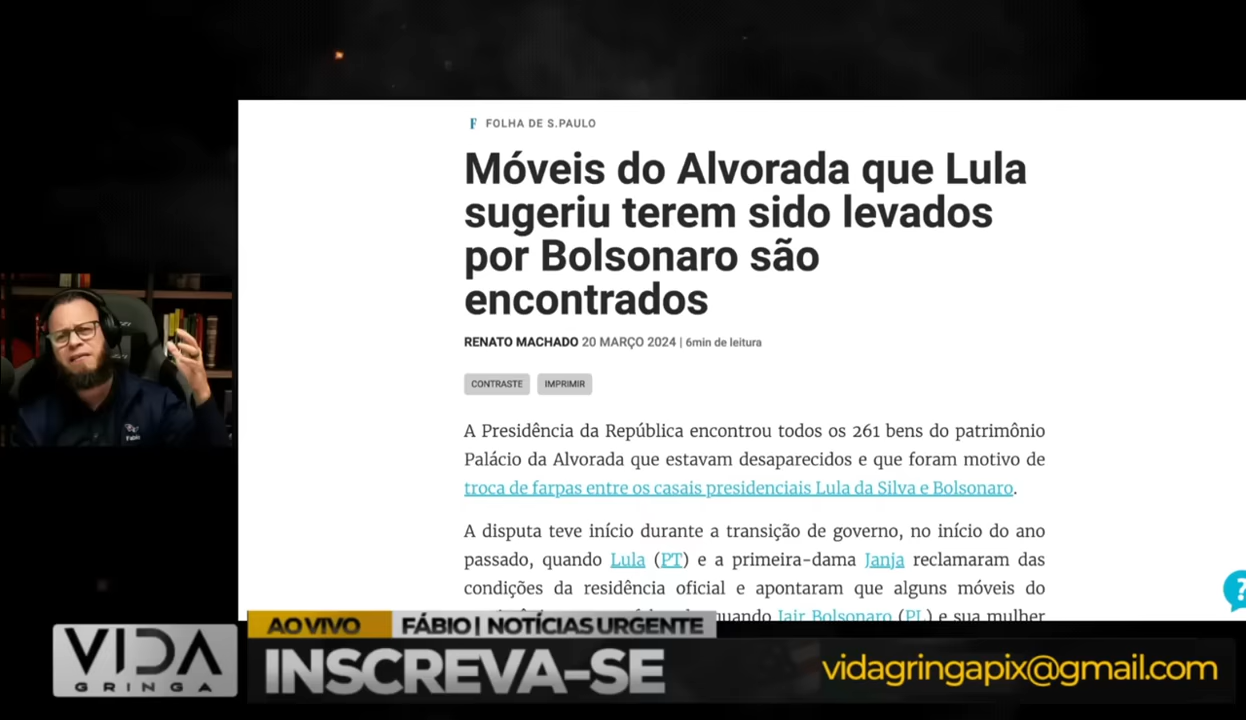 F FOLHA DE S.PAULO
Móveis do Alvorada que Lula
sugeriu terem sido levados
por Bolsonaro são
encontrados
RENATO MACHADO 20 MARÇO 2024 | 6min de leitura
CONTRASTE IMPRIMIR
A Presidência da República encontrou todos os 261 bens do patrimônio
Palácio da Alvorada que estavam desaparecidos e que foram motivo de
troca de farpas entre os casais presidenciais Lula da Silva e Bolsonaro.
A disputa teve início durante a transição de governo, no início do ano
passado, quando Lula (PT) e a primeira-dama Janja reclamaram das
condições da residência oficial e apontaram que alguns móveis do
quando Jair Bolsonaro (PL) e sua mulher
?
AO VIVO FÁBIO | NOTÍCIAS URGENTE
VIDA
GRINGA
INSCREVA-SE
vidagringapix@gmail.com